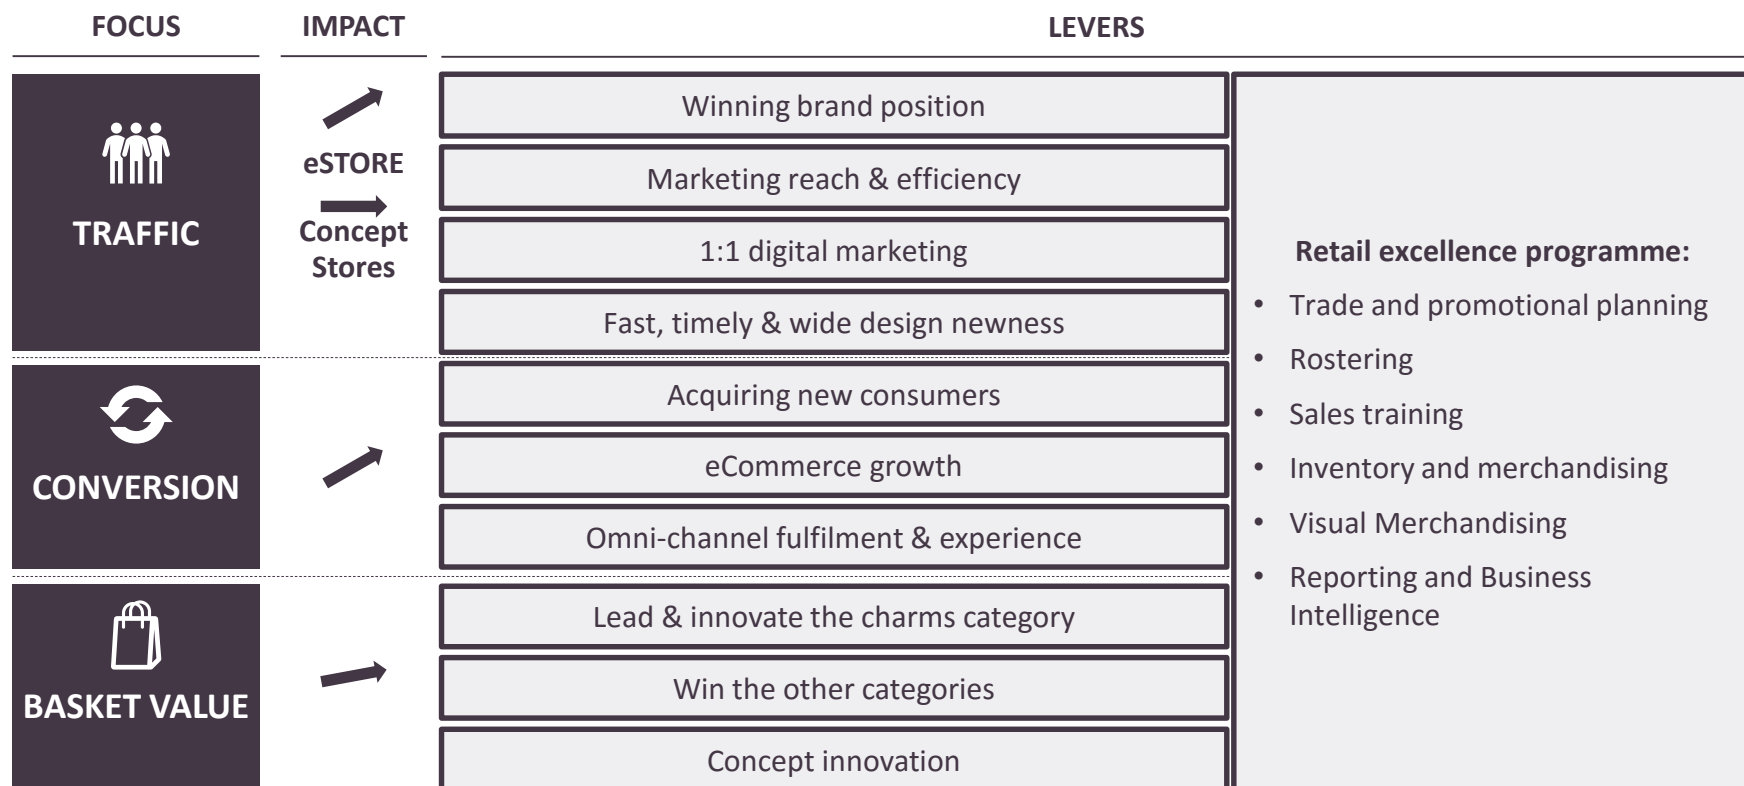 FOCUS
IMPACT
LEVERS
TRAFFIC
eSTORE
Concept
Stores
Winning brand position
Marketing reach & efficiency
1:1 digital marketing
Fast, timely & wide design newness
CONVERSION
Acquiring new consumers
eCommerce growth
Omni-channel fulfilment & experience
BASKET VALUE
Lead & innovate the charms category
Win the other categories
Concept innovation
Retail excellence programme:
• Trade and promotional planning
• Rostering
• Sales training
• Inventory and merchandising
• Visual Merchandising
• Reporting and Business
Intelligence